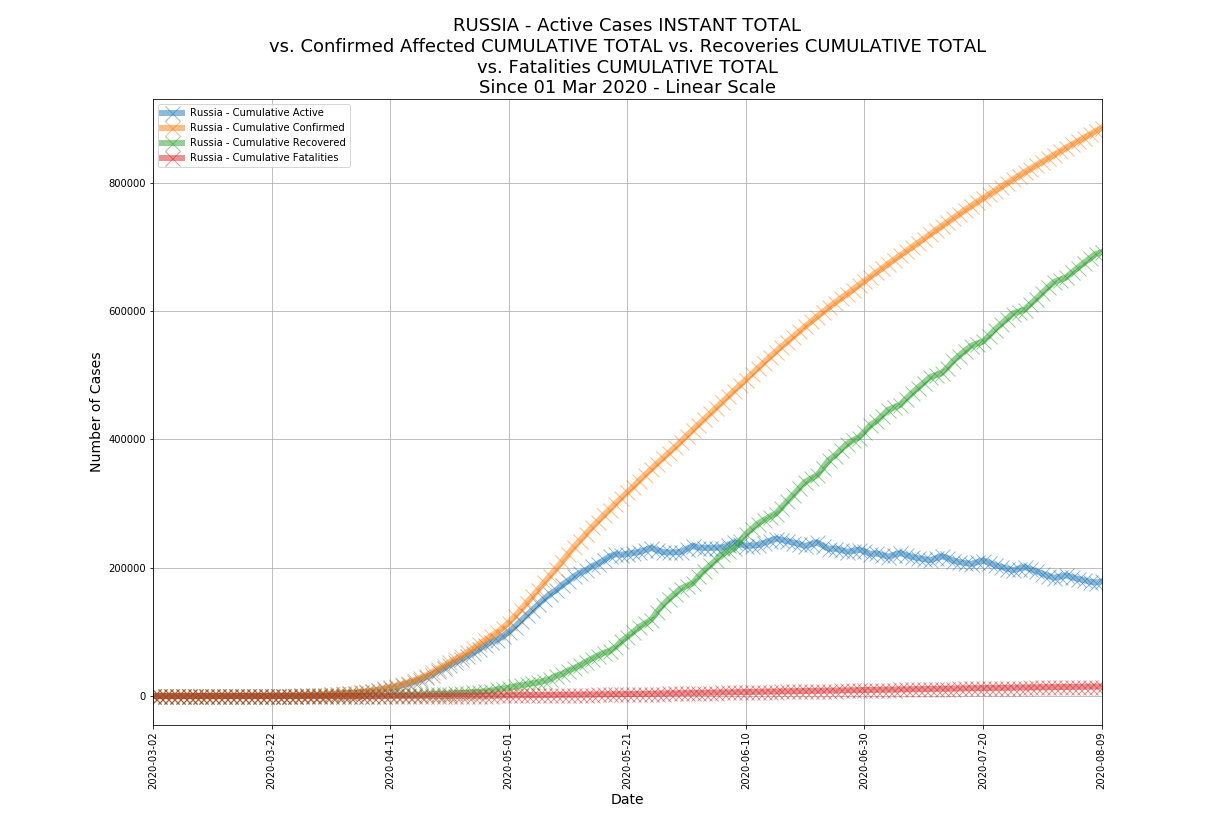 RUSSIA - Active Cases INSTANT TOTAL
vs. Confirmed Affected CUMULATIVE TOTAL vs. Recoveries CUMULATIVE TOTAL
vs. Fatalities CUMULATIVE TOTAL
Since 01 Mar 2020 - Linear Scale
Russia - Cumulative Active
Russia - Cumulative Confirmed
Russia - Cumulative Recovered
Russia - Cumulative Fatalities
Number of Cases
800000
600000
400000
200000
0
2020-03-02
2020-03-22
2020-04-11
2020-05-01
2020-05-21
2020-06-10
2020-06-30
2020-07-20
2020-08-09
Date